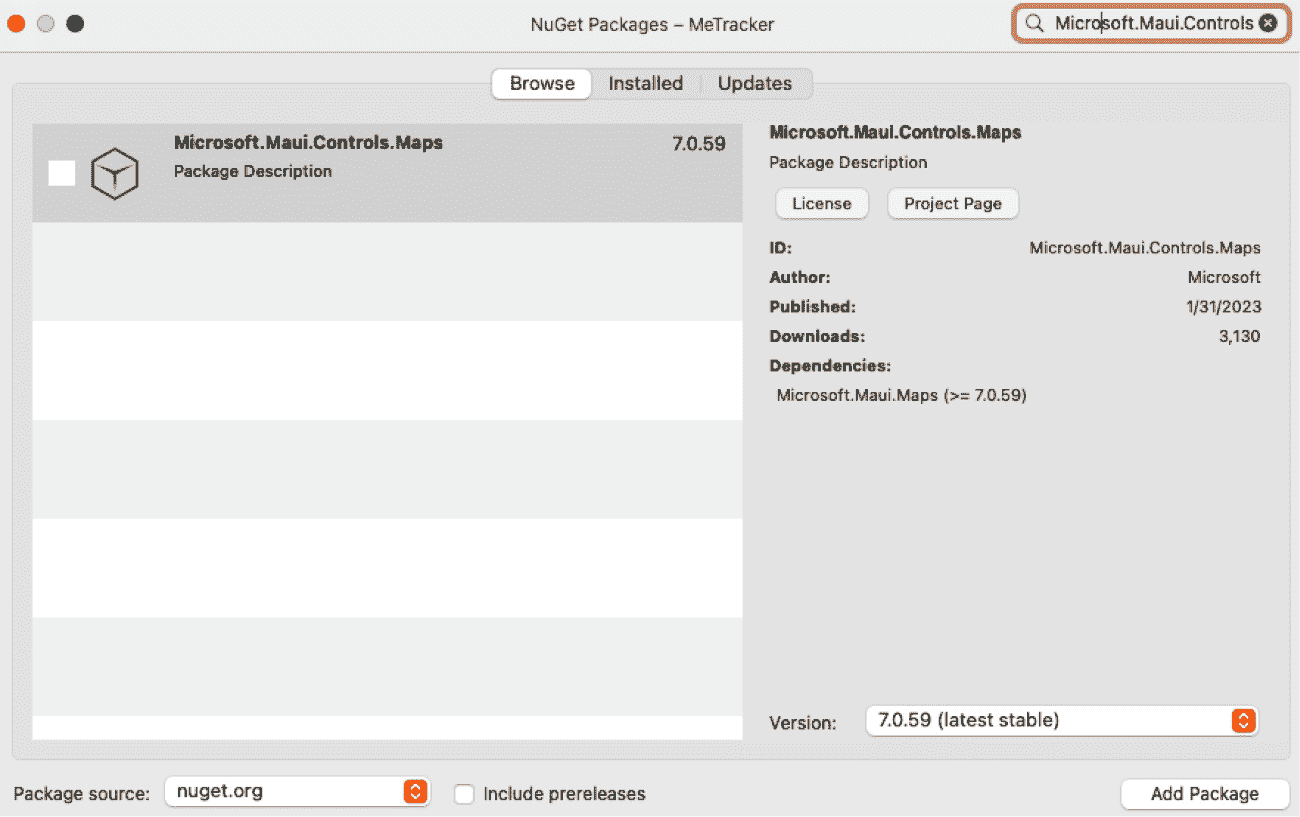 NuGet Packages – MeTracker
Microsoft.Maui.Controls
Browse
Installed
Updates
Microsoft.Maui.Controls.Maps
7.0.59
Package Description
Microsoft.Maui.Controls.Maps
Package Description
License
Project Page
ID:
Microsoft.Maui.Controls.Maps
Author:
Microsoft
Published:
1/31/2023
Downloads:
3,130
Dependencies:
Microsoft.Maui.Maps (>= 7.0.59)
Version:
7.0.59 (latest stable)
Package source:
nuget.org
Include prereleases
Add Package